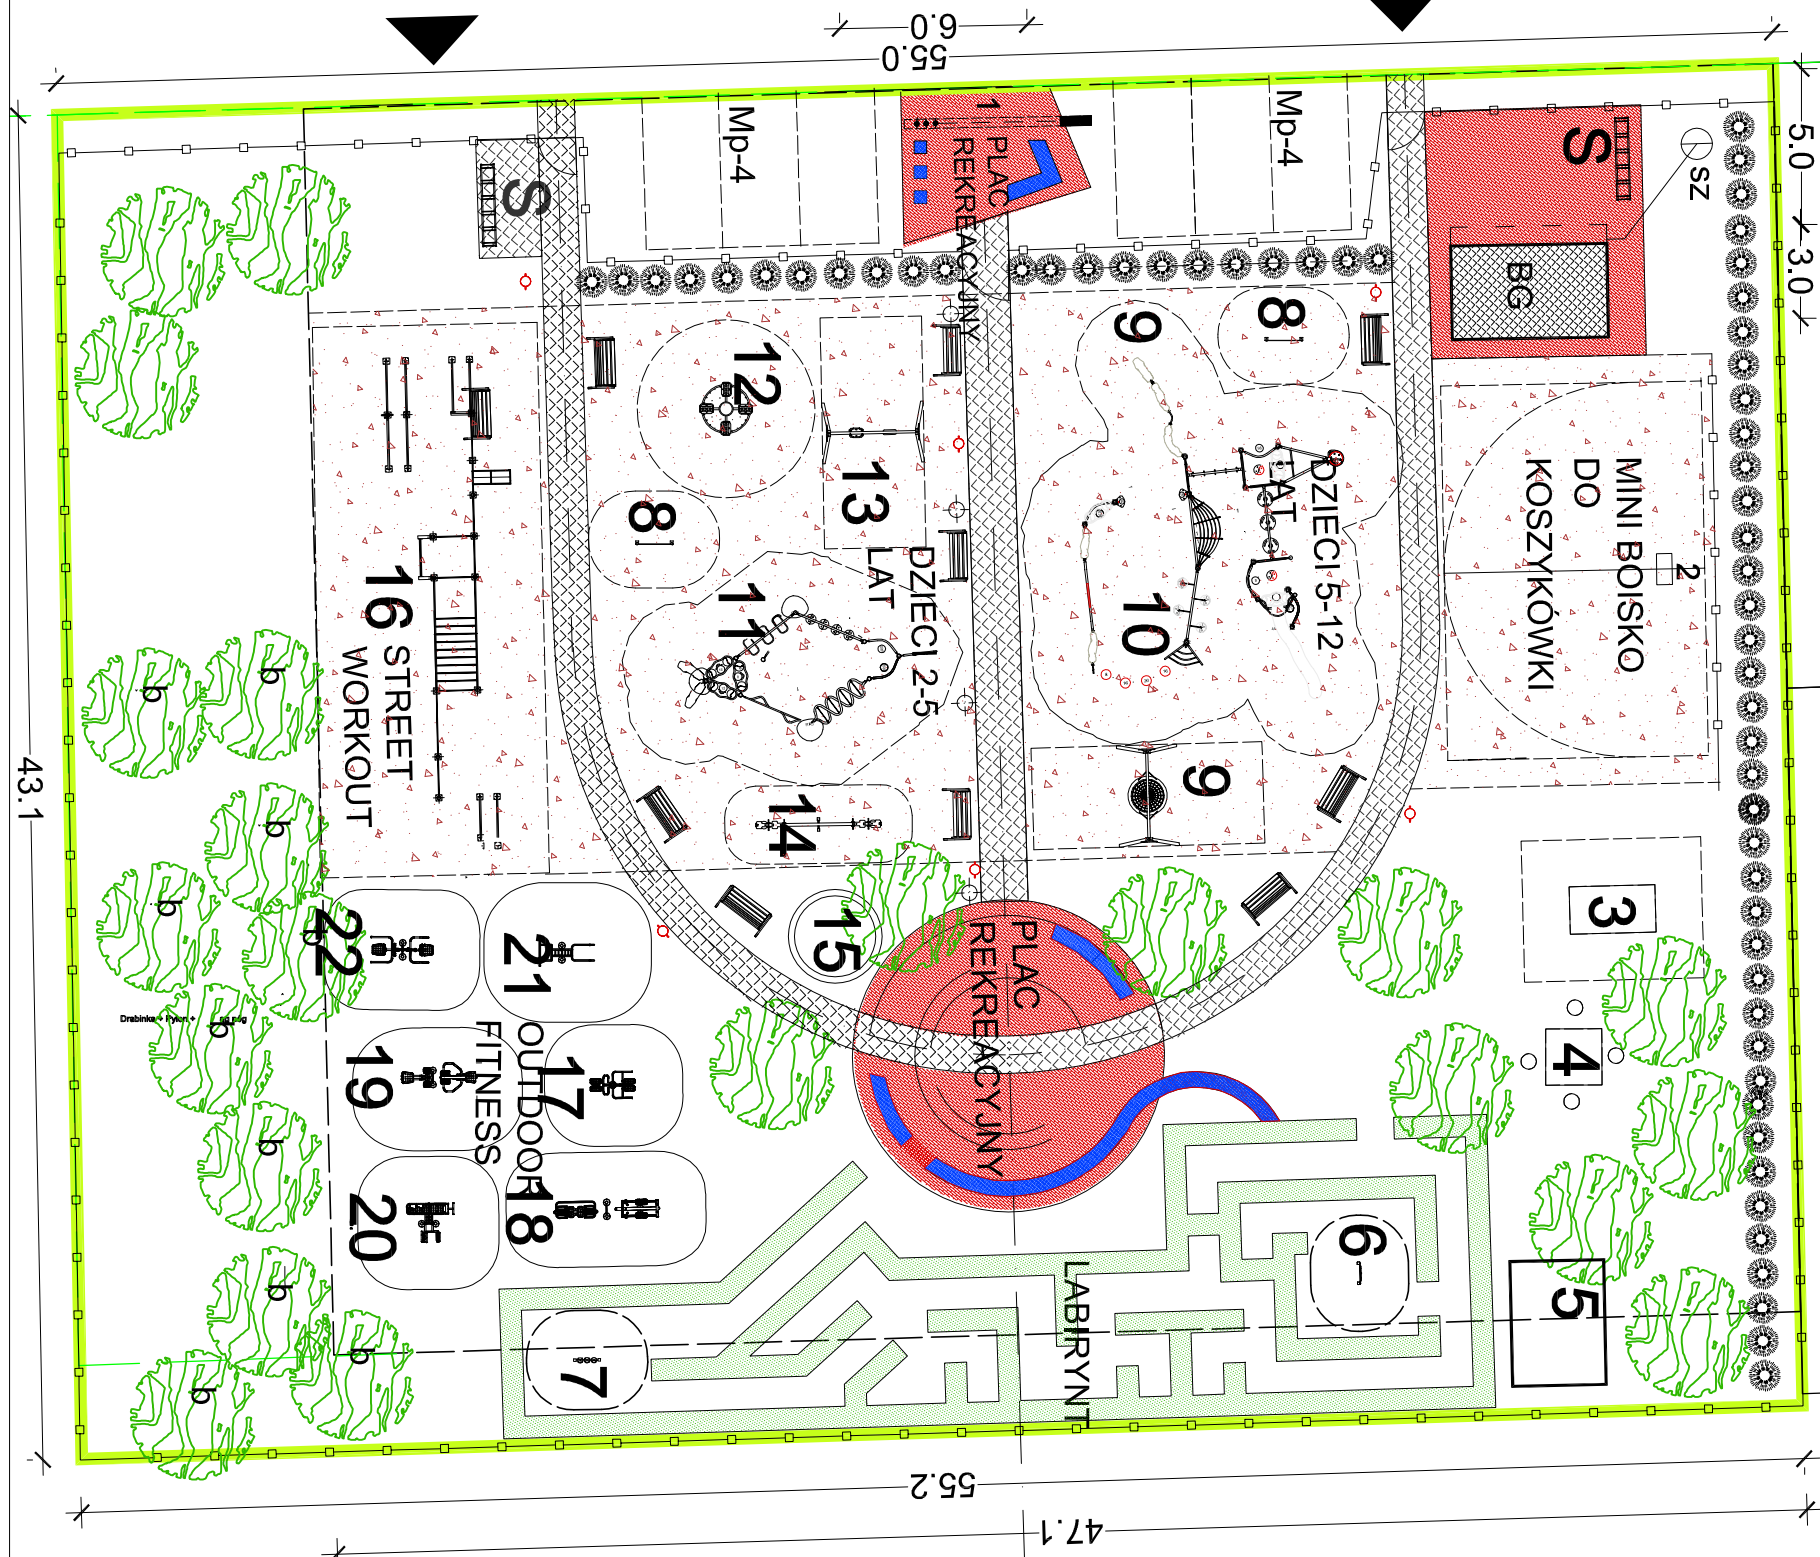 6.0
55.0
5.0
3.0
43.1
55.2
47.1
Mp-4
Mp-4
1
PLAC
REKREACYJNY
S
S
SZ
BG
MINI BOISKO
DO
KOSZYKÓWKI
2
8
9
DZIECI 5-12
LAT
10
9
12
13
8
DZIECI 2-5
LAT
11
14
15
16 STREET
WORKOUT
PLAC
REKREACYJNY
3
4
5
6
7
LABIRYNT
OUTDOOR
FITNESS
17
18
19
20
21
22
b
b
b
b
b
b
b
b
b
b
Drabinka + Pylon +